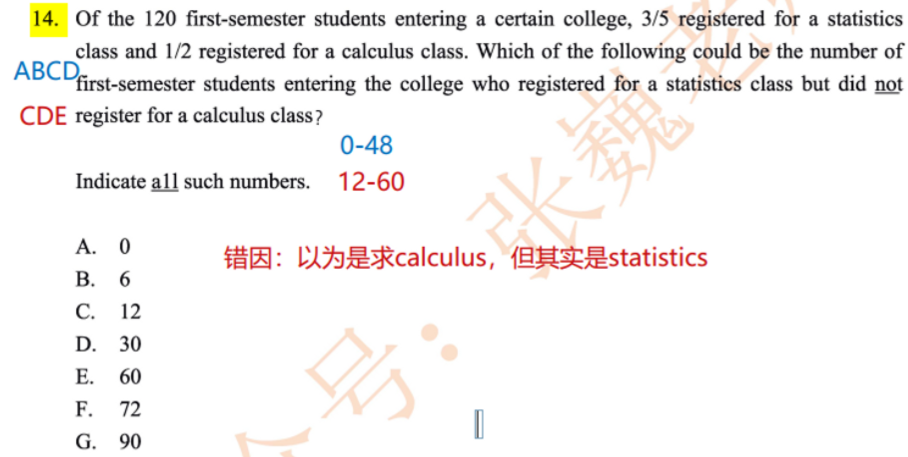 14. Of the 120 first-semester students entering a certain college, 3/5 registered for a statistics
class and 1/2 registered for a calculus class. Which of the following could be the number of
ABCD
first-semester students entering the college who registered for a statistics class but did not
CDE register for a calculus class?
0-48
Indicate all such numbers. 12-60
A. 0
错因：以为是求calculus，但其实是statistics
B. 6
C. 12
D. 30
E. 60
F. 72
G. 90
号：张巍老